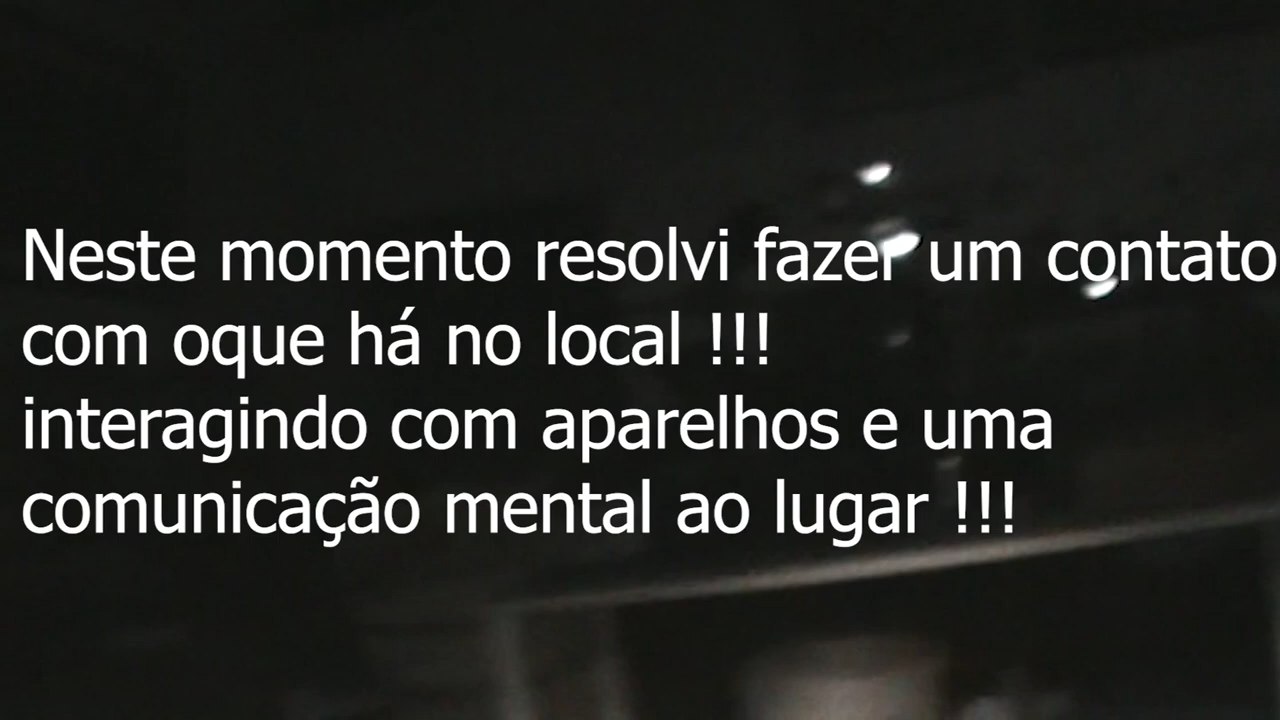 Neste momento resolvi fazer um contato
com oque há no local !!!
interagindo com aparelhos e uma
comunicação mental ao lugar !!!